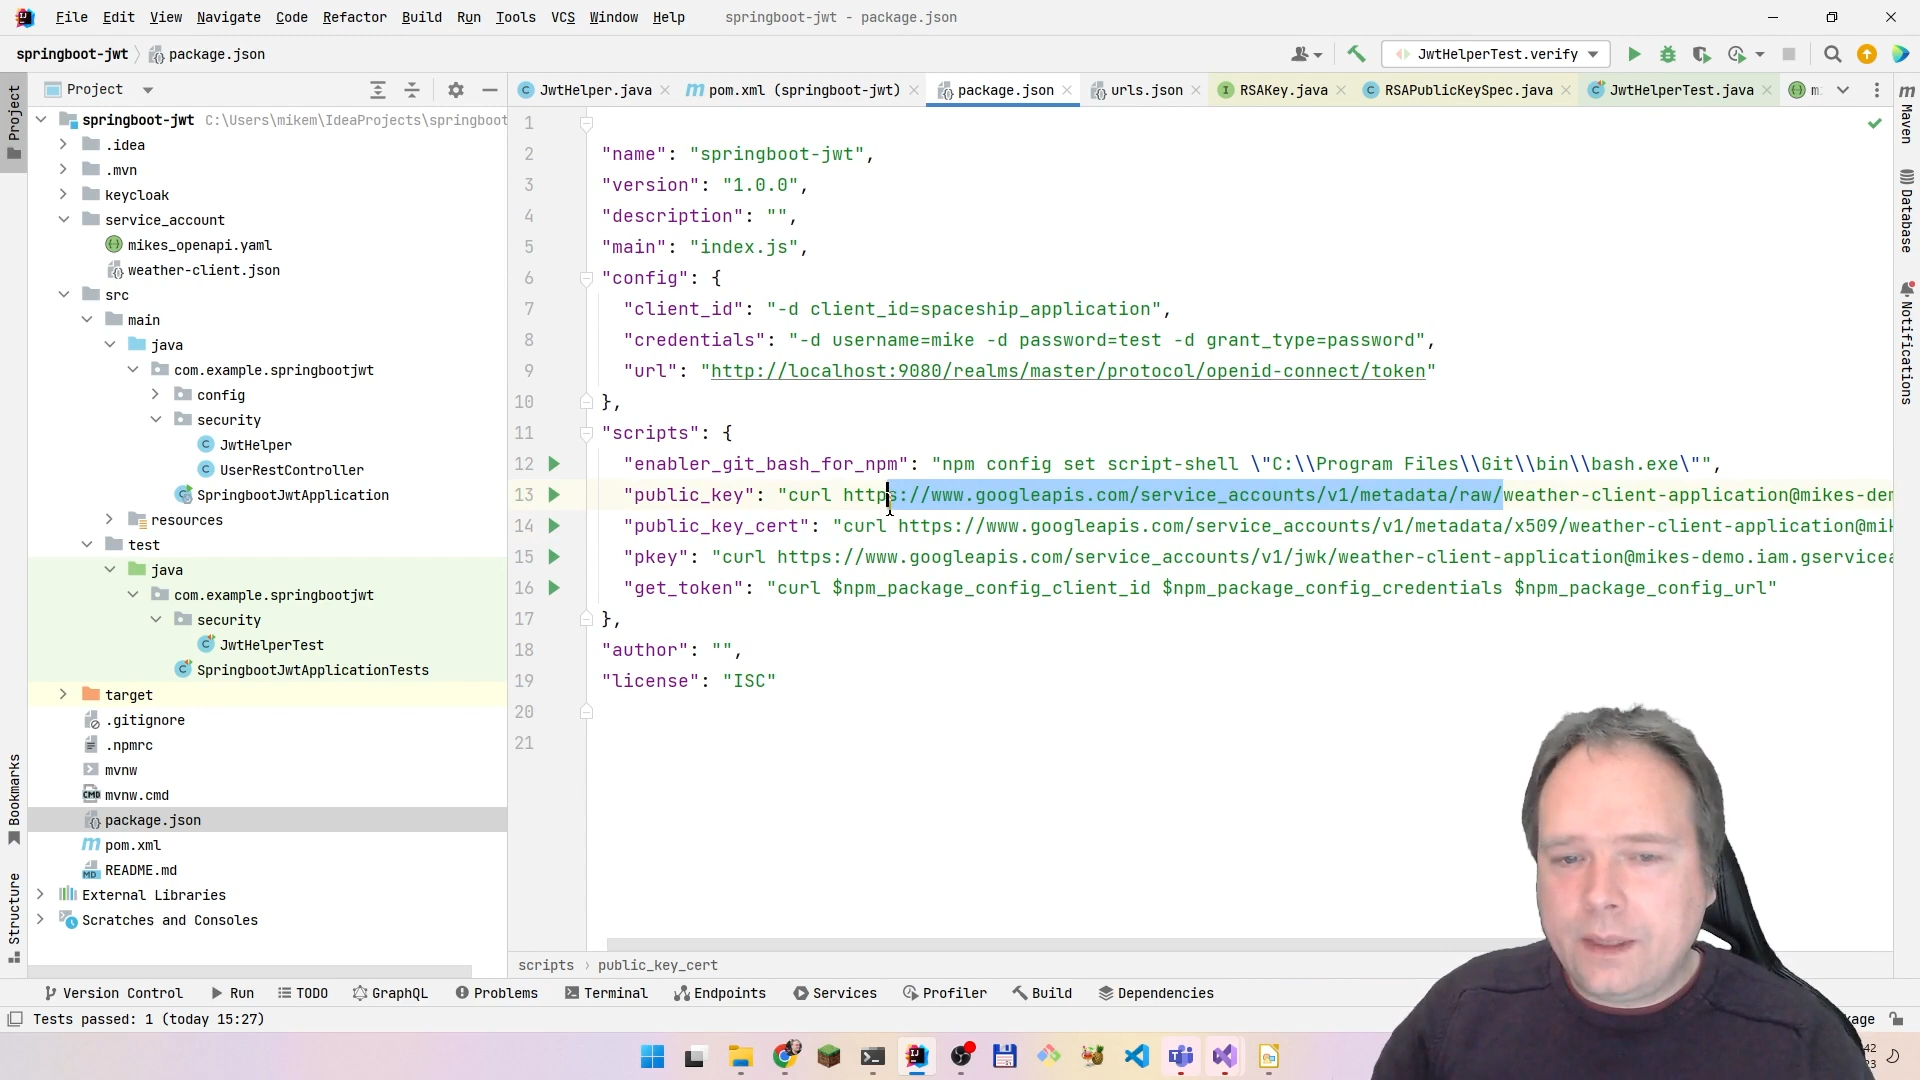 File Edit View Navigate Code Refactor Build Run Tools VCS Window Help springboot-jwt - package.json
springboot-jwt package.json JwtHelperTest.verify
Project JwtHelper.java pom.xml (springboot-jwt) package.json urls.json RSAKey.java RSAPublicKeySpec.java JwtHelperTest.java m
Project
Bookmarks
Structure
springboot-jwt C:\Users\mikem\IdeaProjects\springboot
.idea
.mvn
keycloak
service_account
mikes_openapi.yaml
weather-client.json
src
main
java
com.example.springbootjwt
config
security
JwtHelper
UserRestController
SpringbootJwtApplication
resources
test
java
com.example.springbootjwt
security
JwtHelperTest
SpringbootJwtApplicationTests
target
.gitignore
.npmrc
mvnw
mvnw.cmd
package.json
pom.xml
README.md
External Libraries
Scratches and Consoles
1
2 "name": "springboot-jwt",
3 "version": "1.0.0",
4 "description": "",
5 "main": "index.js",
6 "config": {
7 "client_id": "-d client_id=spaceship_application",
8 "credentials": "-d username=mike -d password=test -d grant_type=password",
9 "url": "http://localhost:9080/realms/master/protocol/openid-connect/token"
10 },
11 "scripts": {
12 "enabler_git_bash_for_npm": "npm config set script-shell \"C:\\Program Files\\Git\\bin\\bash.exe\"",
13 "public_key": "curl https://www.googleapis.com/service_accounts/v1/metadata/raw/weather-client-application@mikes-dem
14 "public_key_cert": "curl https://www.googleapis.com/service_accounts/v1/metadata/x509/weather-client-application@mik
15 "pkey": "curl https://www.googleapis.com/service_accounts/v1/jwk/weather-client-application@mikes-demo.iam.gservicea
16 "get_token": "curl $npm_package_config_client_id $npm_package_config_credentials $npm_package_config_url"
17 },
18 "author": "",
19 "license": "ISC"
20
21
Maven
Database
Notifications
scripts public_key_cert
Version Control Run TODO GraphQL Problems Terminal Endpoints Services Profiler Build Dependencies
Tests passed: 1 (today 15:27)